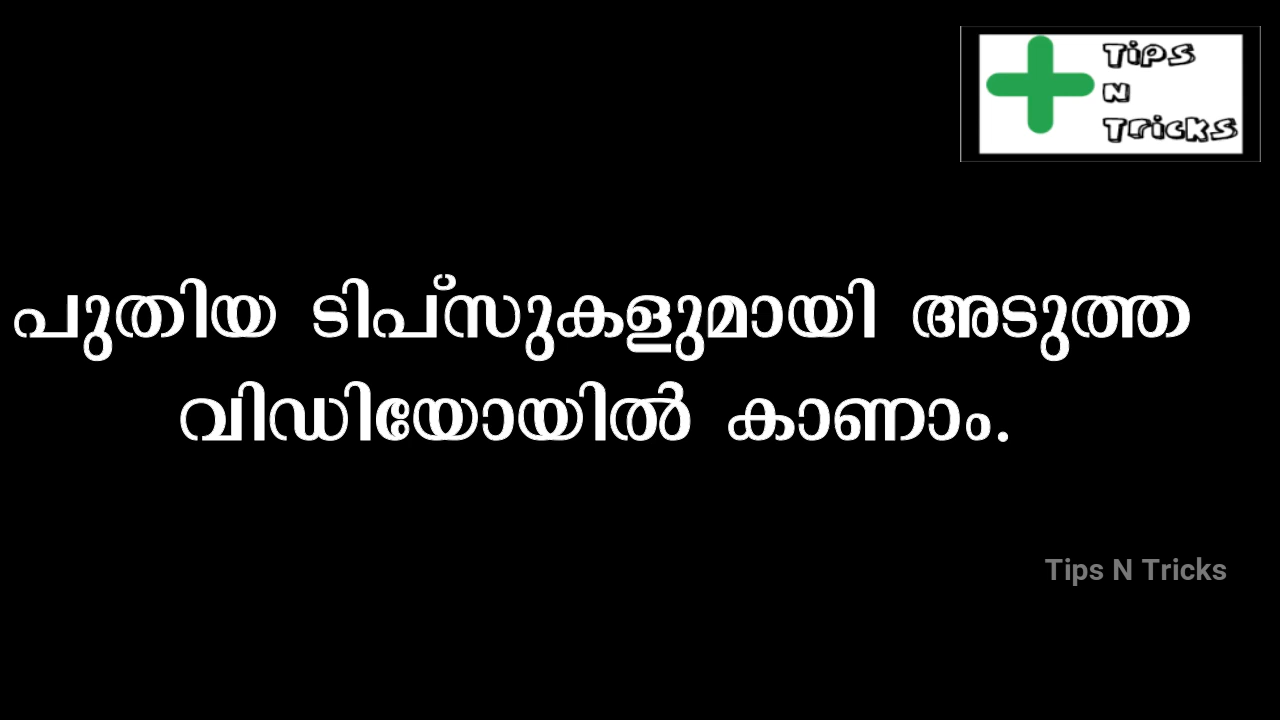 Tips
N
Tricks
പുതിയ ടിപ്സുകളുമായി അടുത്ത
വിഡിയോയിൽ കാണാം.
Tips N Tricks